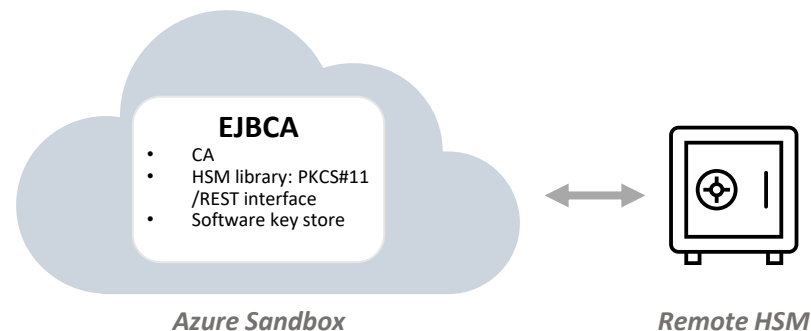 EJBCA
• CA
• HSM library: PKCS#11
/REST interface
• Software key store
Azure Sandbox
Remote HSM